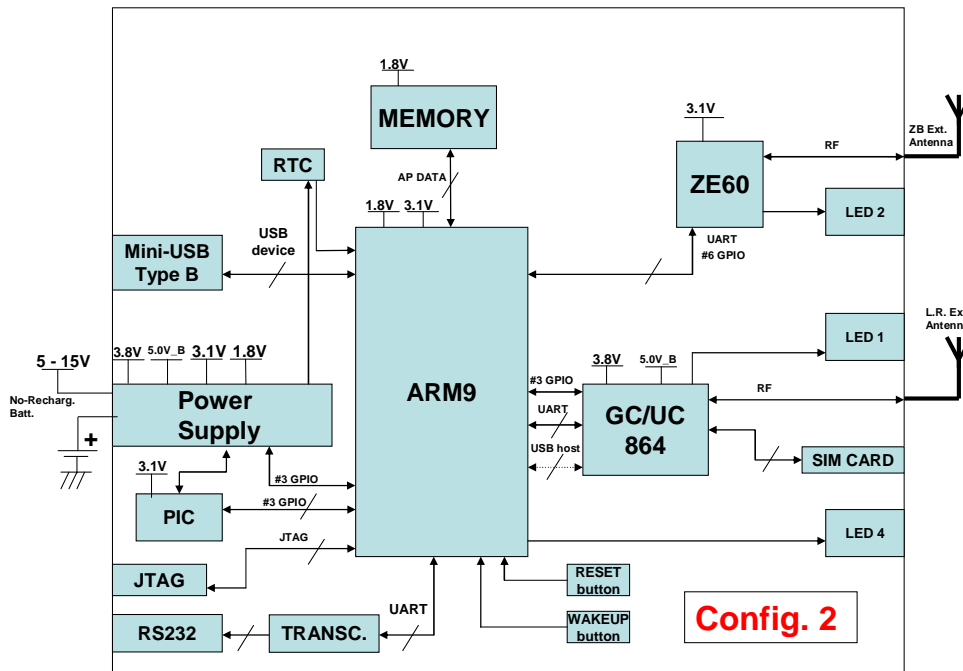 1.8V
MEMORY
3.1V
ZB Ext.
Antenna
RF
RTC
ZE60
AP DATA
LED 2
1.8V
3.1V
USB
device
UART
#6 GPIO
Mini-USB
Type B
L.R. Ex
Antenn
LED 1
5 - 15V
3.8V
5.0V_B
3.1V
1.8V
3.8V
5.0V_B
No-Recharg.
Batt.
Power
Supply
ARM9
#3 GPIO
GC/UC
864
RF
UART
+
USB host
SIM CARD
3.1V
#3 GPIO
PIC
#3 GPIO
LED 4
JTAG
JTAG
RESET
button
RS232
TRANSC.
UART
WAKEUP
button
Config. 2